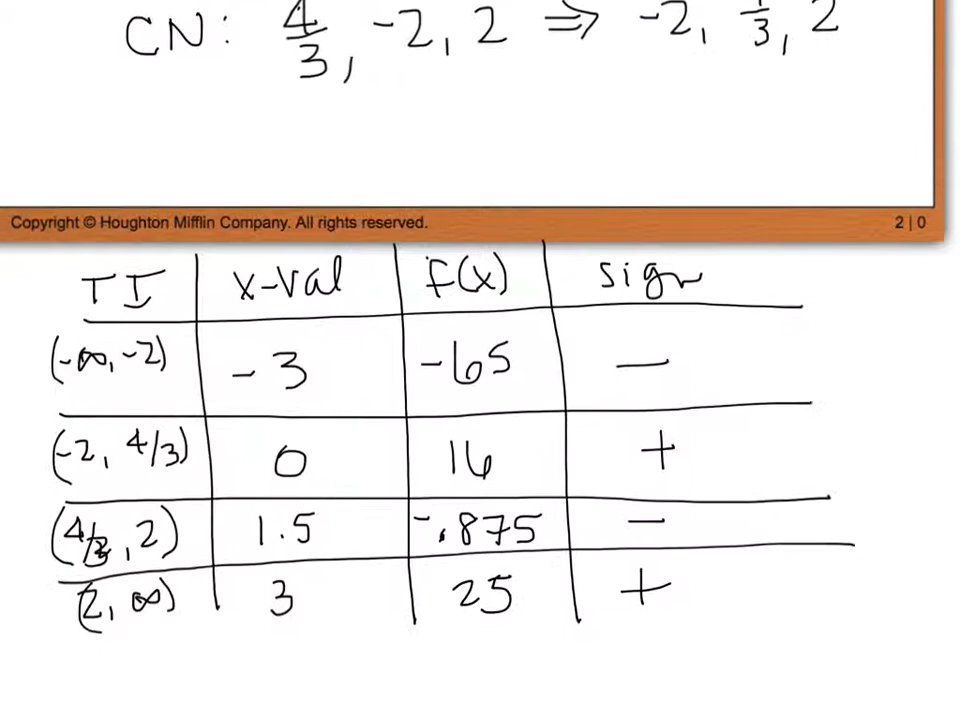 CN: 4/3, -2, 2 ⇒ -2, 4/3, 2
Copyright © Houghton Mifflin Company. All rights reserved. 2 | 0
TI x-val f(x) sign
(-∞, -2) -3 -65 −
(-2, 4/3) 0 16 +
(4/3, 2) 1.5 -.875 −
(2, ∞) 3 25 +